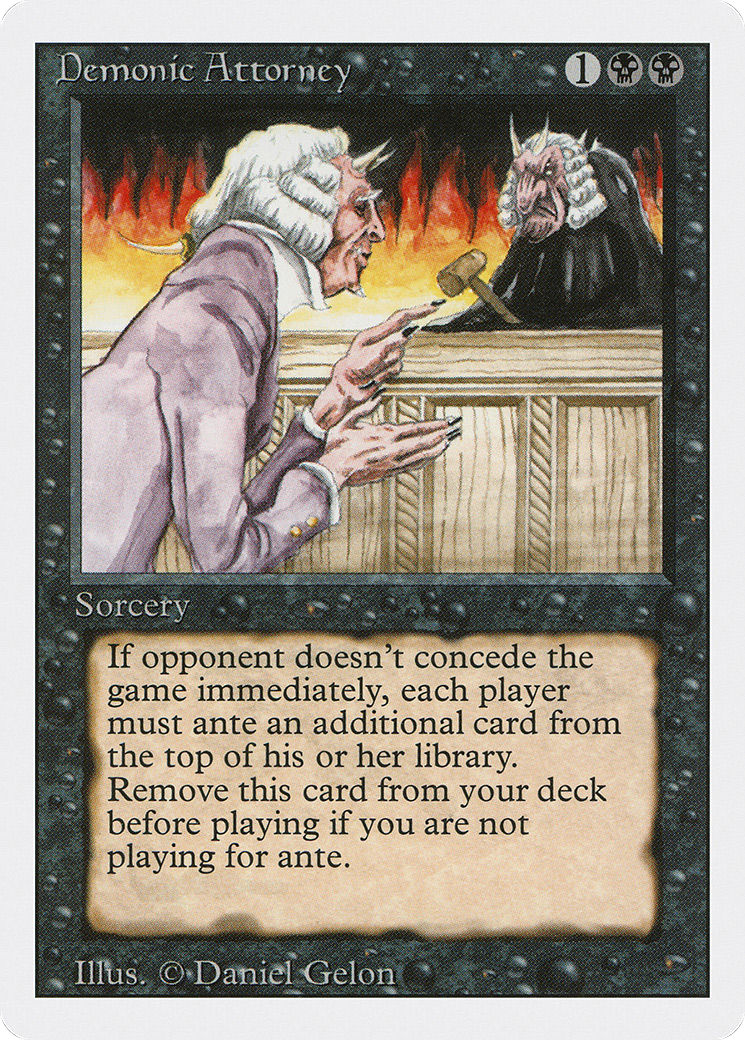 Demonic Attorney 1
Sorcery
If opponent doesn't concede the
game immediately, each player
must ante an additional card from
the top of his or her library.
Remove this card from your deck
before playing if you are not
playing for ante.
Illus. © Daniel Gelon